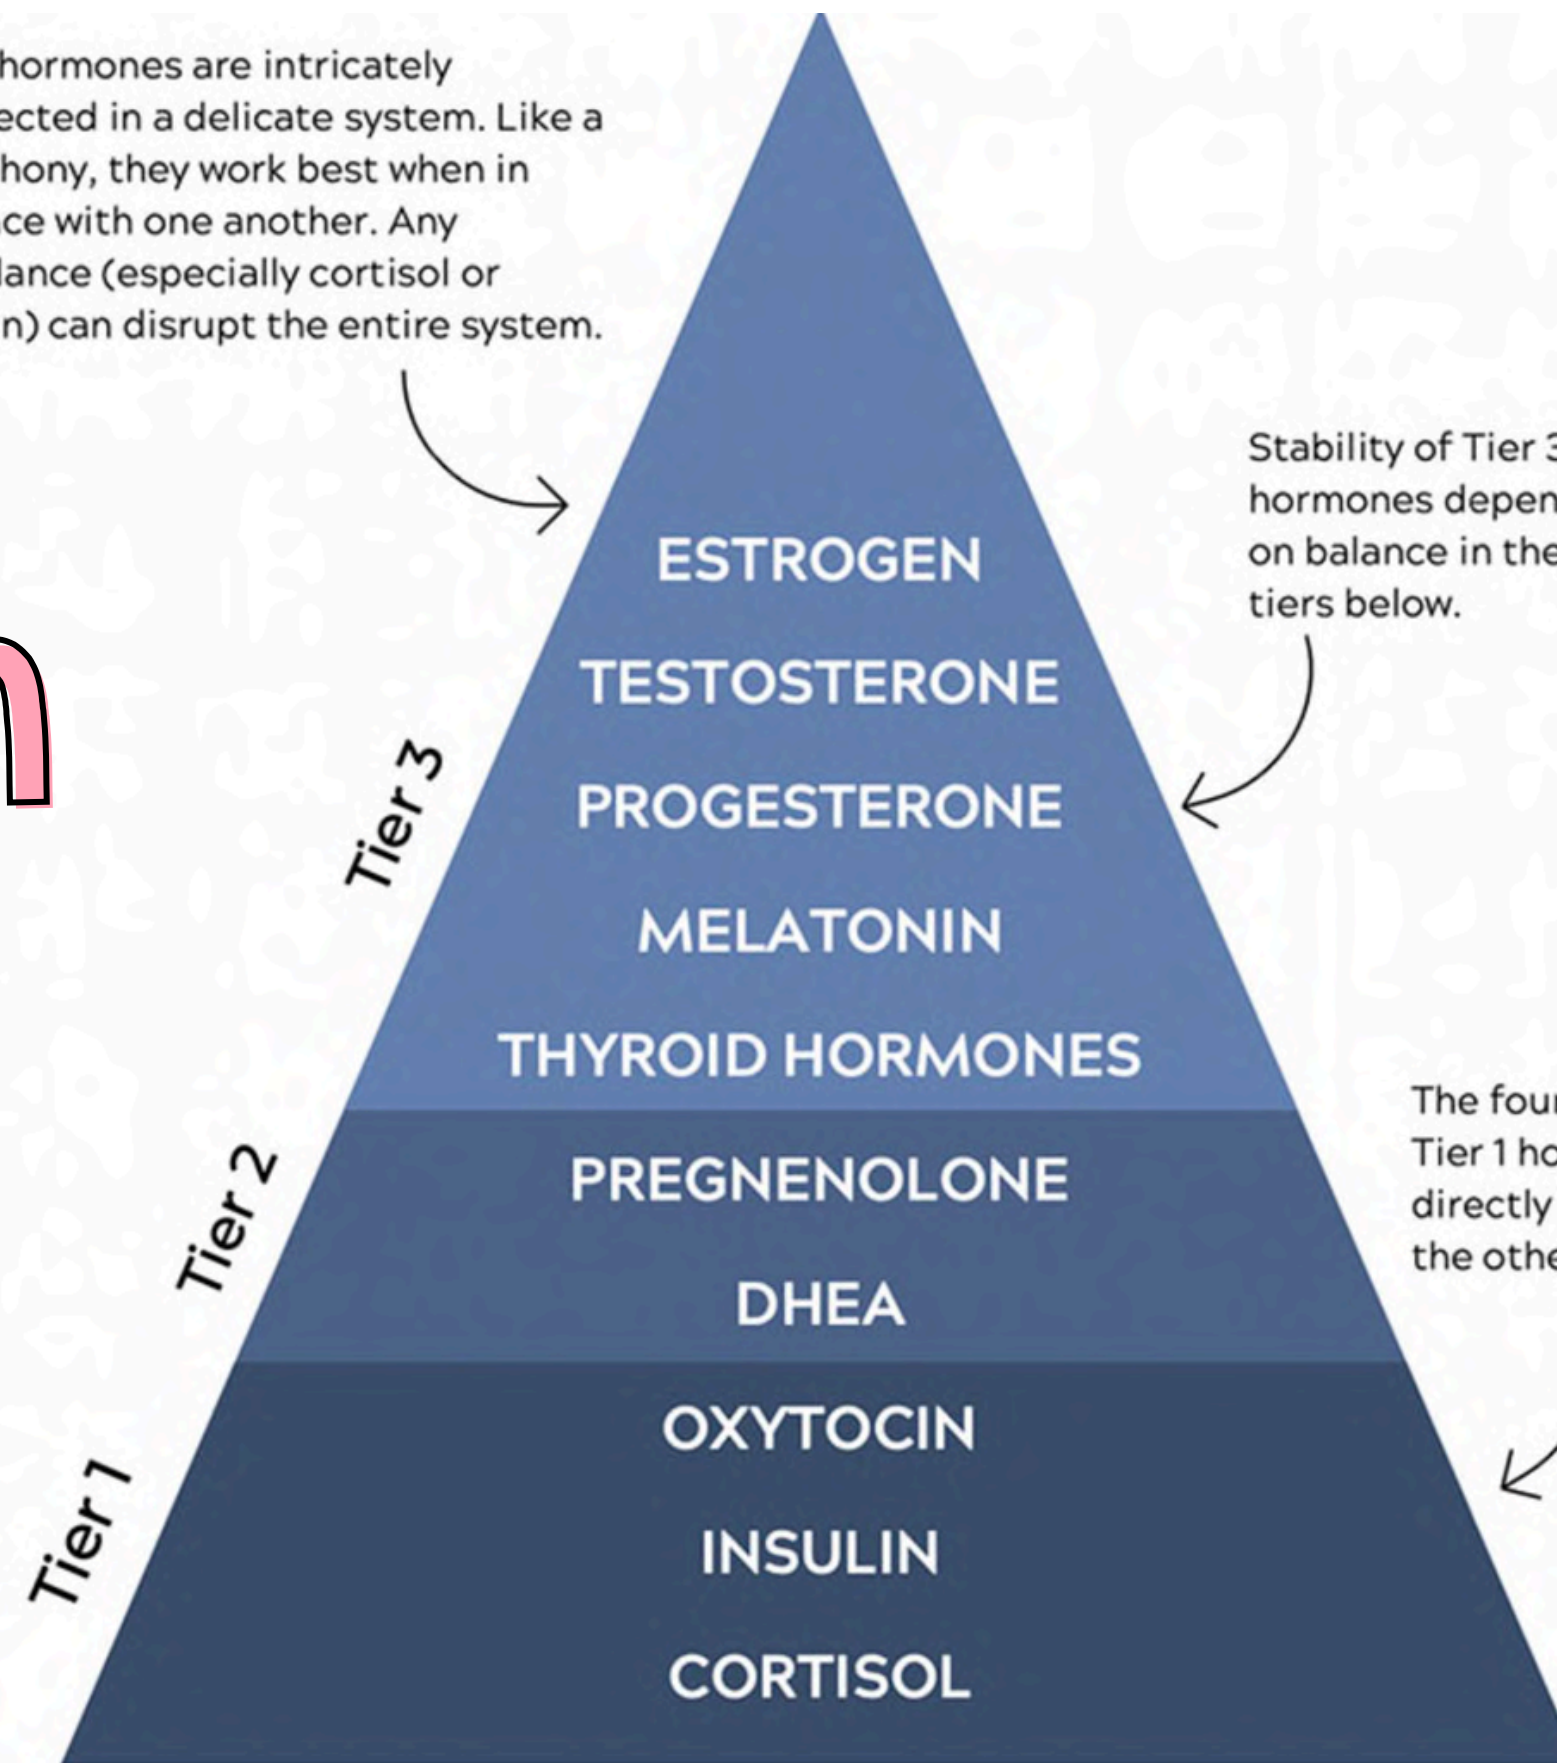 hormones are intricately
ected in a delicate system. Like a
hony, they work best when in
ce with one another. Any
lance (especially cortisol or
n) can disrupt the entire system.
Stability of Tier 3
hormones depen
on balance in the
tiers below.
n
ESTROGEN
TESTOSTERONE
PROGESTERONE
MELATONIN
THYROID HORMONES
Tier 3
PREGNENOLONE
DHEA
Tier 2
The four
Tier 1 ho
directly
the othe
OXYTOCIN
INSULIN
CORTISOL
Tier 1